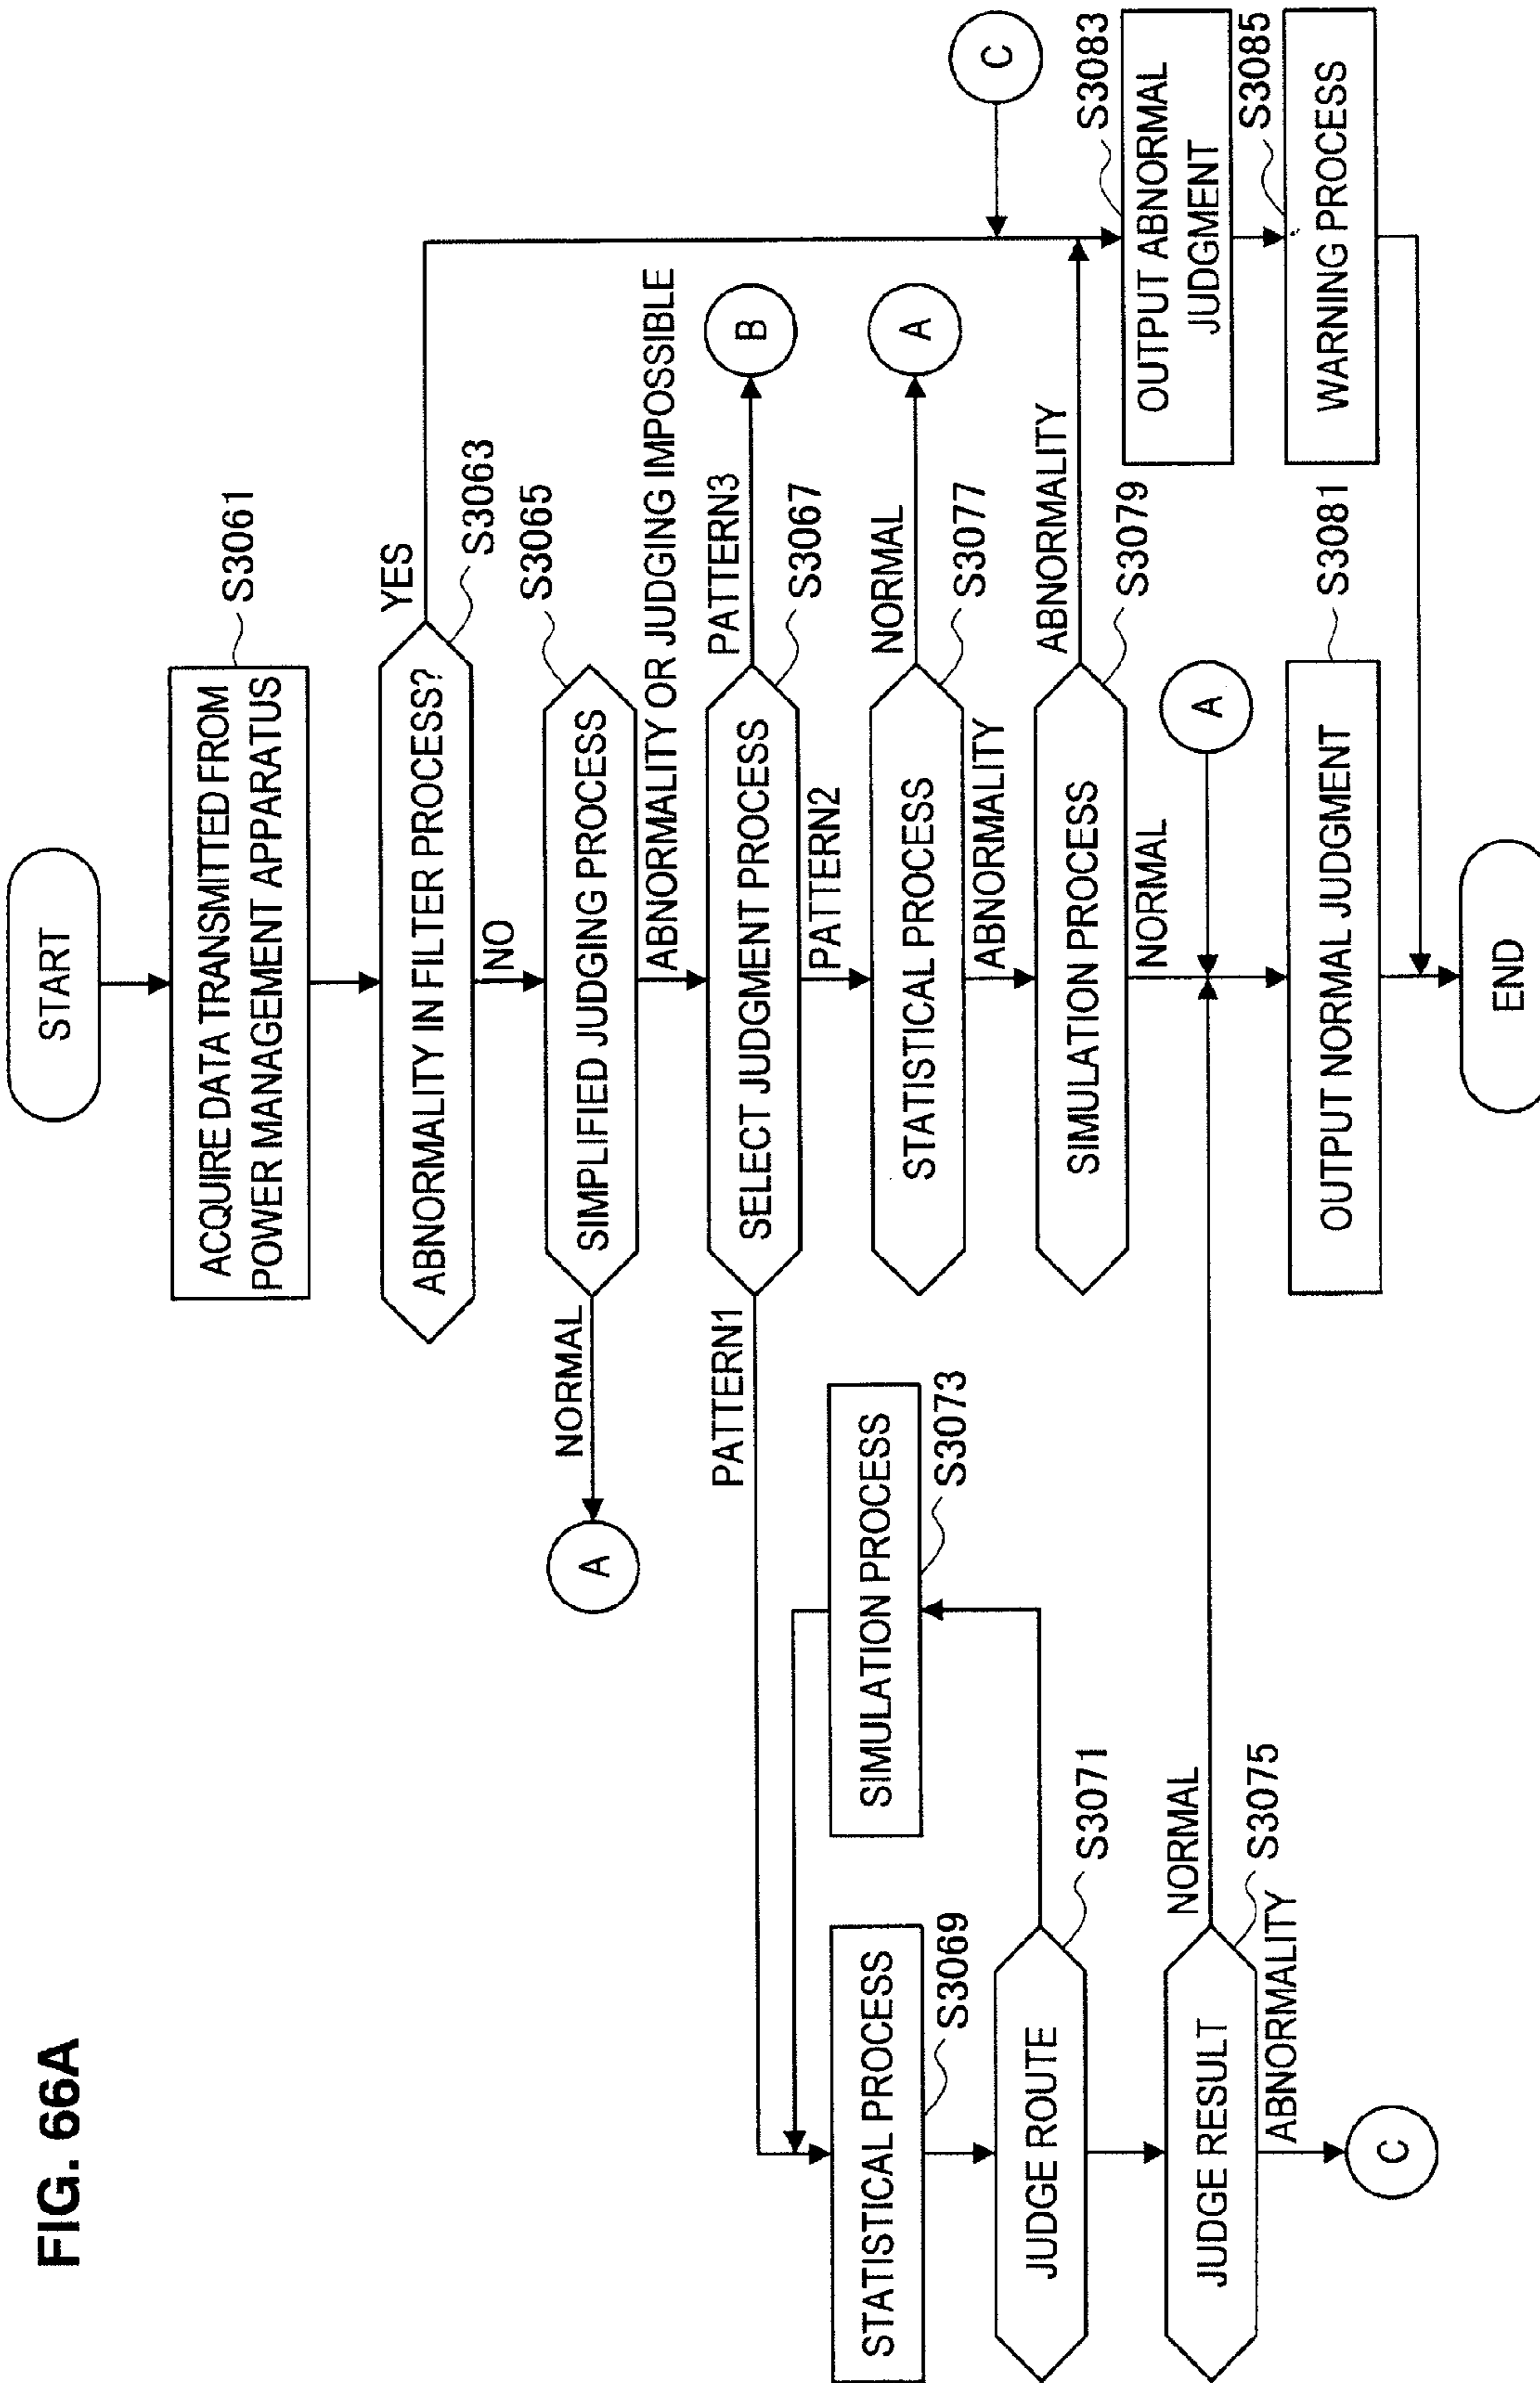 FIG. 66A
START
ACQUIRE DATA TRANSMITTED FROM
POWER MANAGEMENT APPARATUS
S3061
ABNORMALITY IN FILTER PROCESS?
YES
S3063
NO
SIMPLIFIED JUDGING PROCESS
S3065
NORMAL
A
ABNORMALITY OR JUDGING IMPOSSIBLE
SELECT JUDGMENT PROCESS
S3067
PATTERN1
PATTERN3
B
PATTERN2
STATISTICAL PROCESS
S3069
SIMULATION PROCESS
S3073
STATISTICAL PROCESS
S3077
NORMAL
A
ABNORMALITY
JUDGE ROUTE
S3071
SIMULATION PROCESS
S3079
ABNORMALITY
C
NORMAL
JUDGE RESULT
S3075
NORMAL
A
ABNORMALITY
C
OUTPUT NORMAL JUDGMENT
S3081
OUTPUT ABNORMAL
JUDGMENT
S3083
WARNING PROCESS
S3085
END